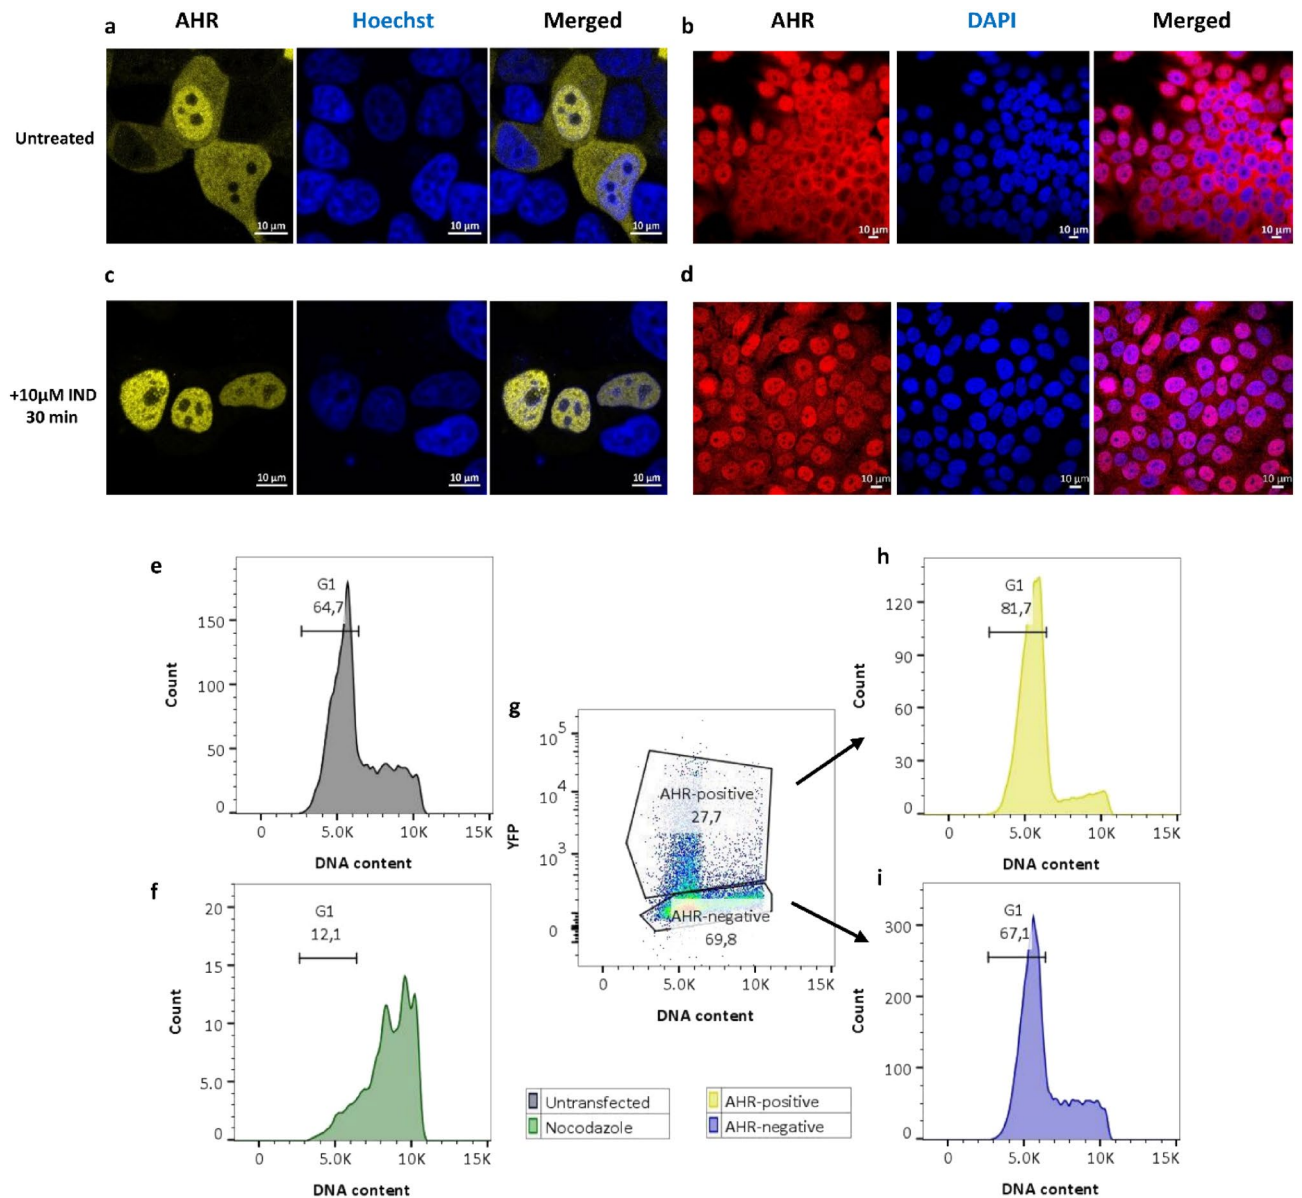 a AHR Hoechst Merged b AHR DAPI Merged
Untreated
10 µm 10 µm 10 µm 10 µm 10 µm 10 µm
c d
+10µM IND
30 min
10 µm 10 µm 10 µm 10 µm 10 µm 10 µm
e
G1
64,7
150
100
50
0
Count
0 5.0K 10K 15K
DNA content
f
G1
12,1
20
15
10
5.0
0
Count
0 5.0K 10K 15K
DNA content
g
AHR-positive
27,7
AHR-negative
69,8
10^5
10^4
10^3
0
YFP
0 5.0K 10K 15K
DNA content
Untransfected
Nocodazole
AHR-positive
AHR-negative
h
G1
81,7
120
90
60
30
0
Count
0 5.0K 10K 15K
DNA content
i
G1
67,1
300
200
100
0
Count
0 5.0K 10K 15K
DNA content